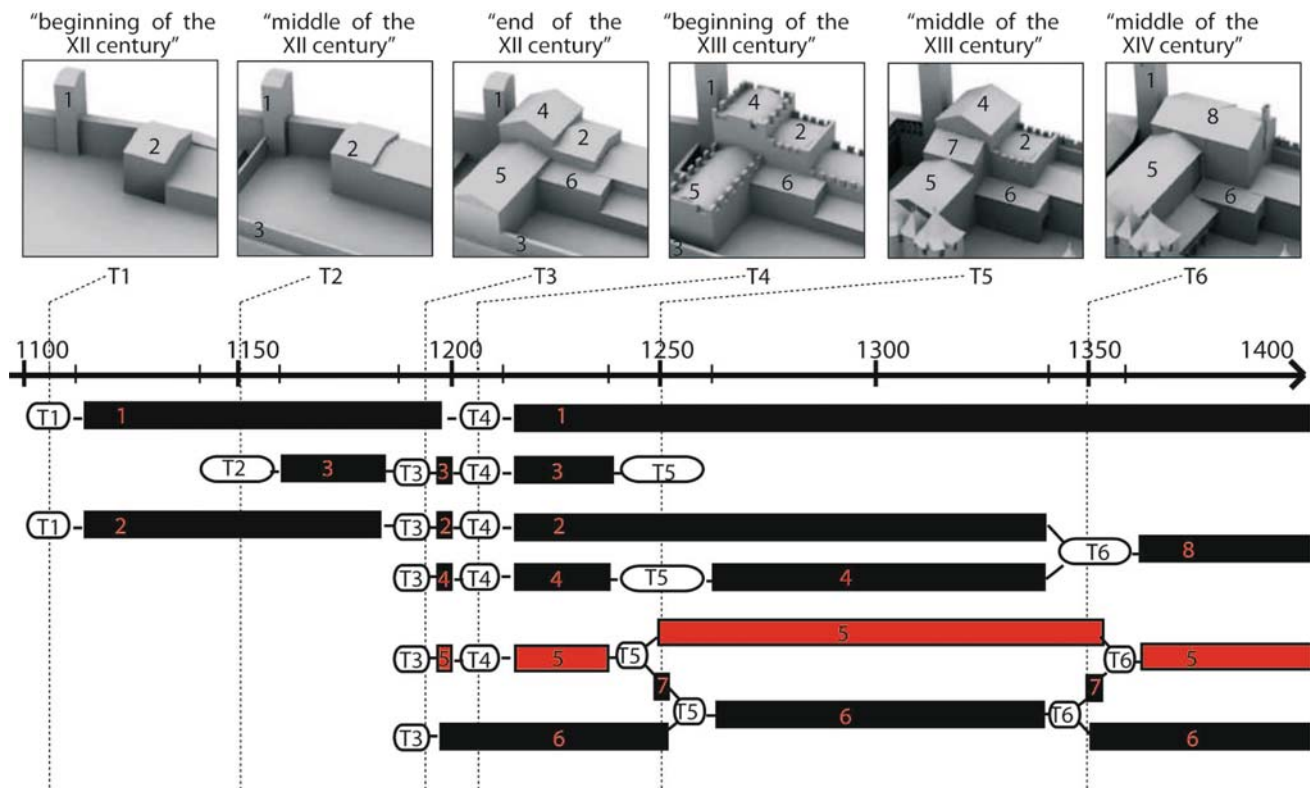 “beginning of the
XII century”
“middle of the
XII century”
“end of the
XII century”
“beginning of the
XIII century”
“middle of the
XIII century”
“middle of the
XIV century”
1
2
1
2
3
1
4
2
5
6
3
1
4
2
5
6
3
4
7
2
5
6
1
8
5
6
T1
T2
T3
T4
T5
T6
1100 1150 1200 1250 1300 1350 1400
T1 1 T4 1
T2 3 T3 3 T4 3 T5
T1 2 T3 2 T4 2
T6 8
T3 4 T4 4 T5 4
5
T3 5 T4 5 T5 T6 5
7 7
T5 6 T6
T3 6 6